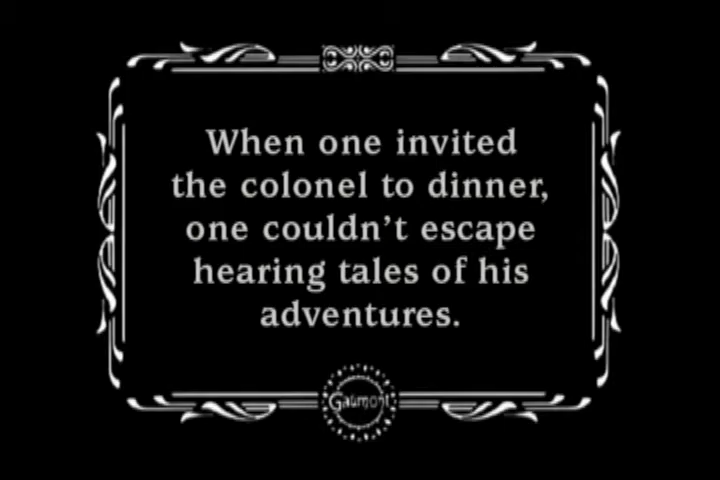 When one invited
the colonel to dinner,
one couldn’t escape
hearing tales of his
adventures.
Gaumont